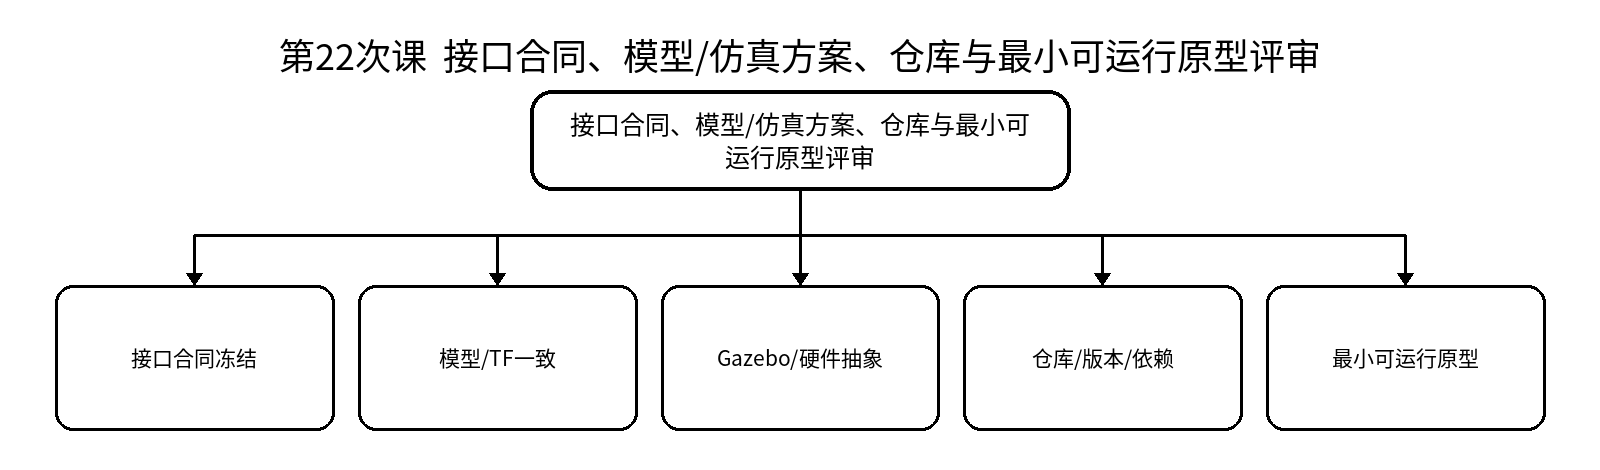 第22次课 接口合同、模型/仿真方案、仓库与最小可运行原型评审
接口合同、模型/仿真方案、仓库与最小可
运行原型评审
接口合同冻结
模型/TF一致
Gazebo/硬件抽象
仓库/版本/依赖
最小可运行原型